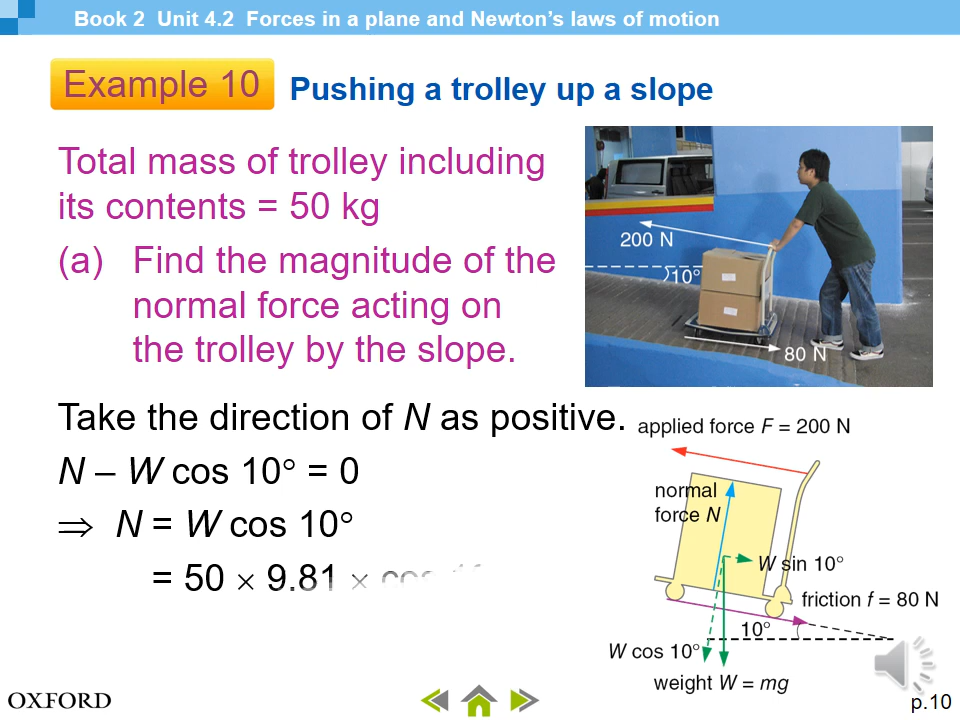 Book 2 Unit 4.2 Forces in a plane and Newton’s laws of motion
Example 10
Pushing a trolley up a slope
Total mass of trolley including
its contents = 50 kg
(a) Find the magnitude of the
normal force acting on
the trolley by the slope.
200 N
10°
80 N
Take the direction of N as positive.
N – W cos 10° = 0
⇒ N = W cos 10°
= 50 × 9.81 × cos
applied force F = 200 N
normal
force N
W sin 10°
friction f = 80 N
10°
W cos 10°
weight W = mg
OXFORD
p.10